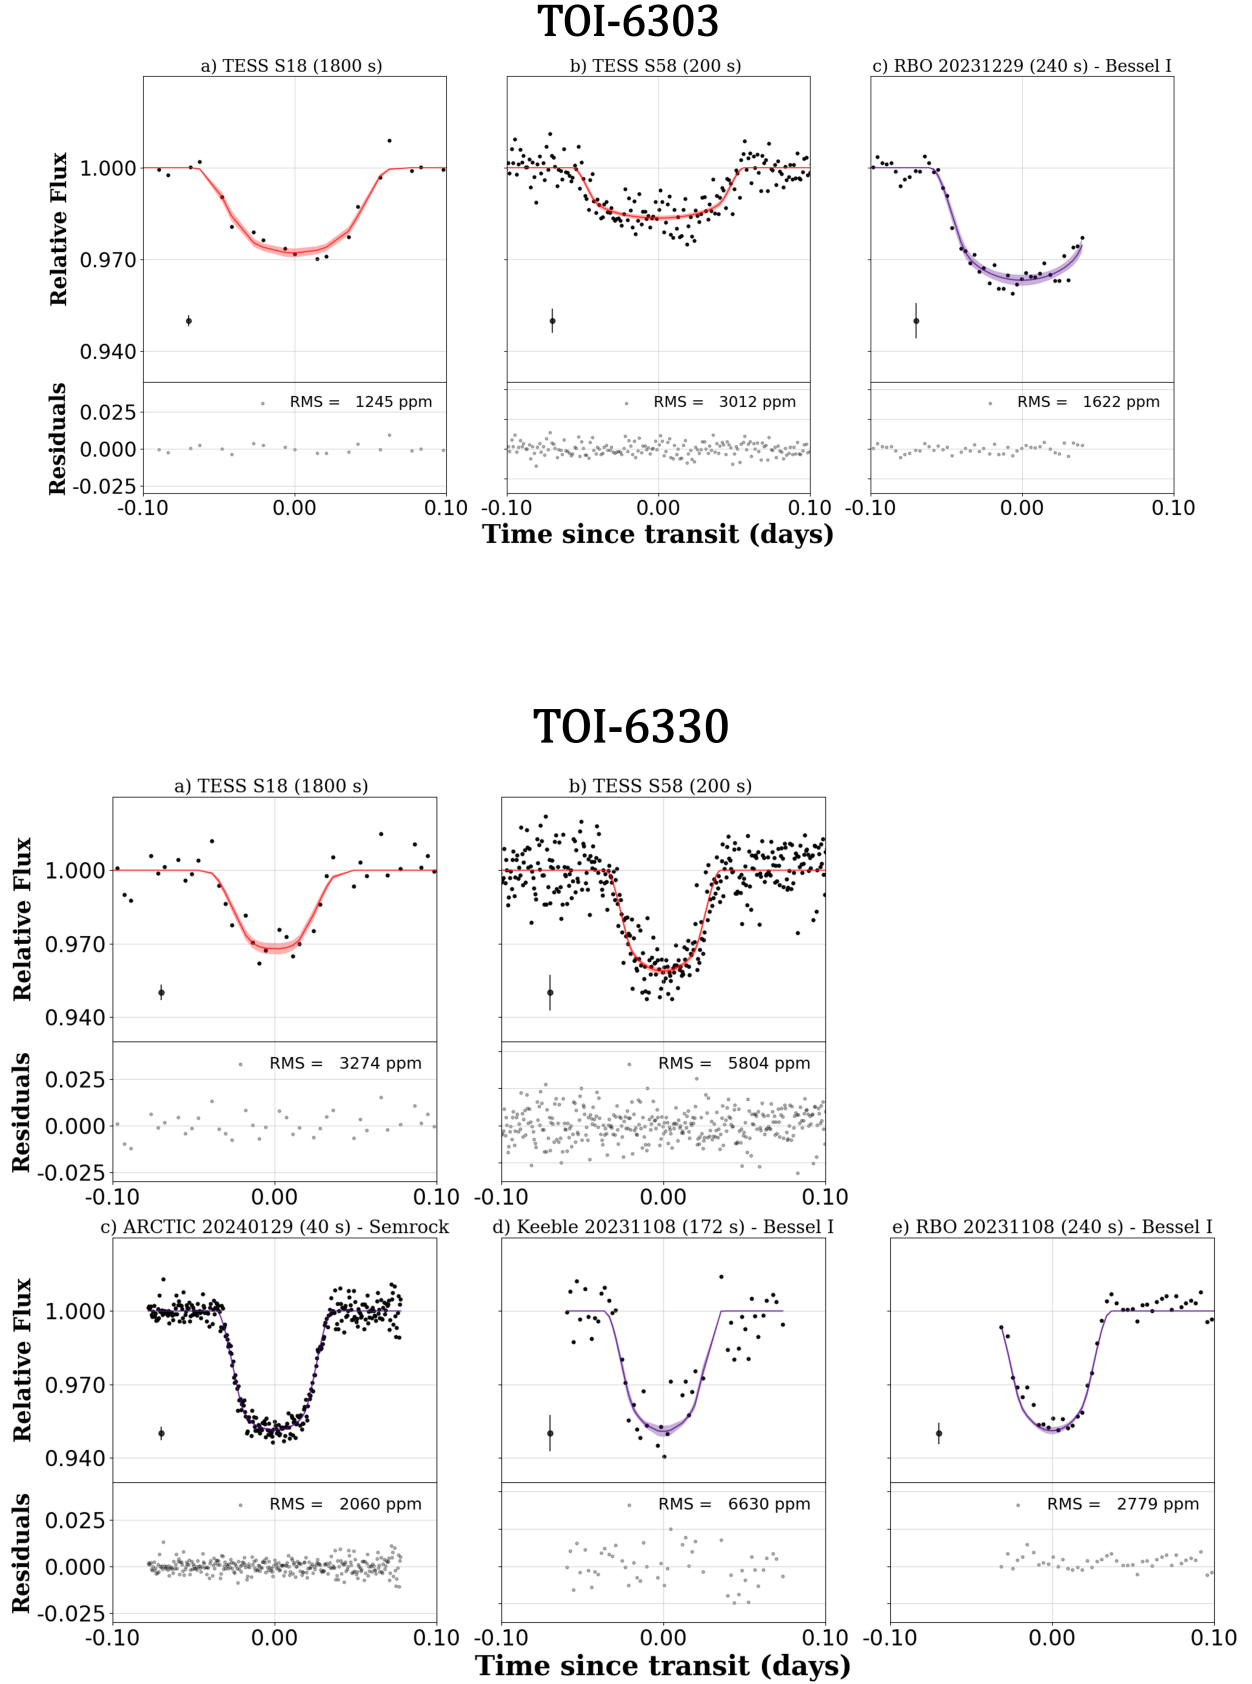 TOI-6303
a) TESS S18 (1800 s)
b) TESS S58 (200 s)
c) RBO 20231229 (240 s) - Bessel I
Relative Flux
1.000
0.970
0.940
Residuals
0.025
0.000
-0.025
RMS = 1245 ppm
RMS = 3012 ppm
RMS = 1622 ppm
-0.10 0.00 0.10
-0.10 0.00 0.10
-0.10 0.00 0.10
Time since transit (days)
TOI-6330
a) TESS S18 (1800 s)
b) TESS S58 (200 s)
Relative Flux
1.000
0.970
0.940
Residuals
0.025
0.000
-0.025
RMS = 3274 ppm
RMS = 5804 ppm
-0.10 0.00 0.10
-0.10 0.00 0.10
c) ARCTIC 20240129 (40 s) - Semrock
d) Keeble 20231108 (172 s) - Bessel I
e) RBO 20231108 (240 s) - Bessel I
Relative Flux
1.000
0.970
0.940
Residuals
0.025
0.000
-0.025
RMS = 2060 ppm
RMS = 6630 ppm
RMS = 2779 ppm
-0.10 0.00 0.10
-0.10 0.00 0.10
-0.10 0.00 0.10
Time since transit (days)